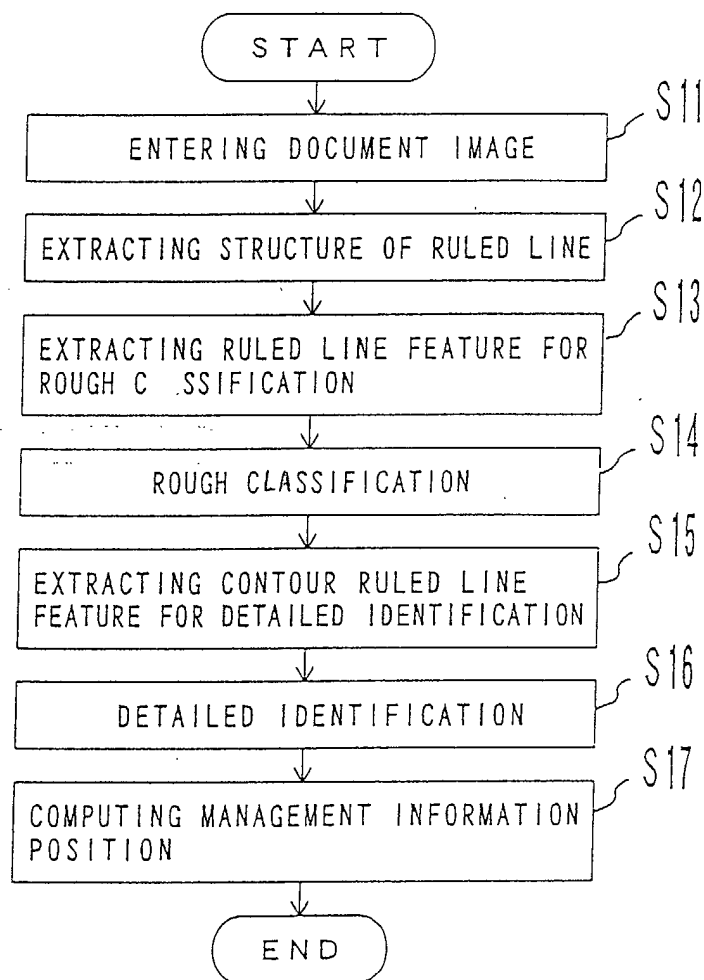 START
S11
ENTERING DOCUMENT IMAGE
S12
EXTRACTING STRUCTURE OF RULED LINE
S13
EXTRACTING RULED LINE FEATURE FOR
ROUGH C SSIFICATION
S14
ROUGH CLASSIFICATION
S15
EXTRACTING CONTOUR RULED LINE
FEATURE FOR DETAILED IDENTIFICATION
S16
DETAILED IDENTIFICATION
S17
COMPUTING MANAGEMENT INFORMATION
POSITION
END